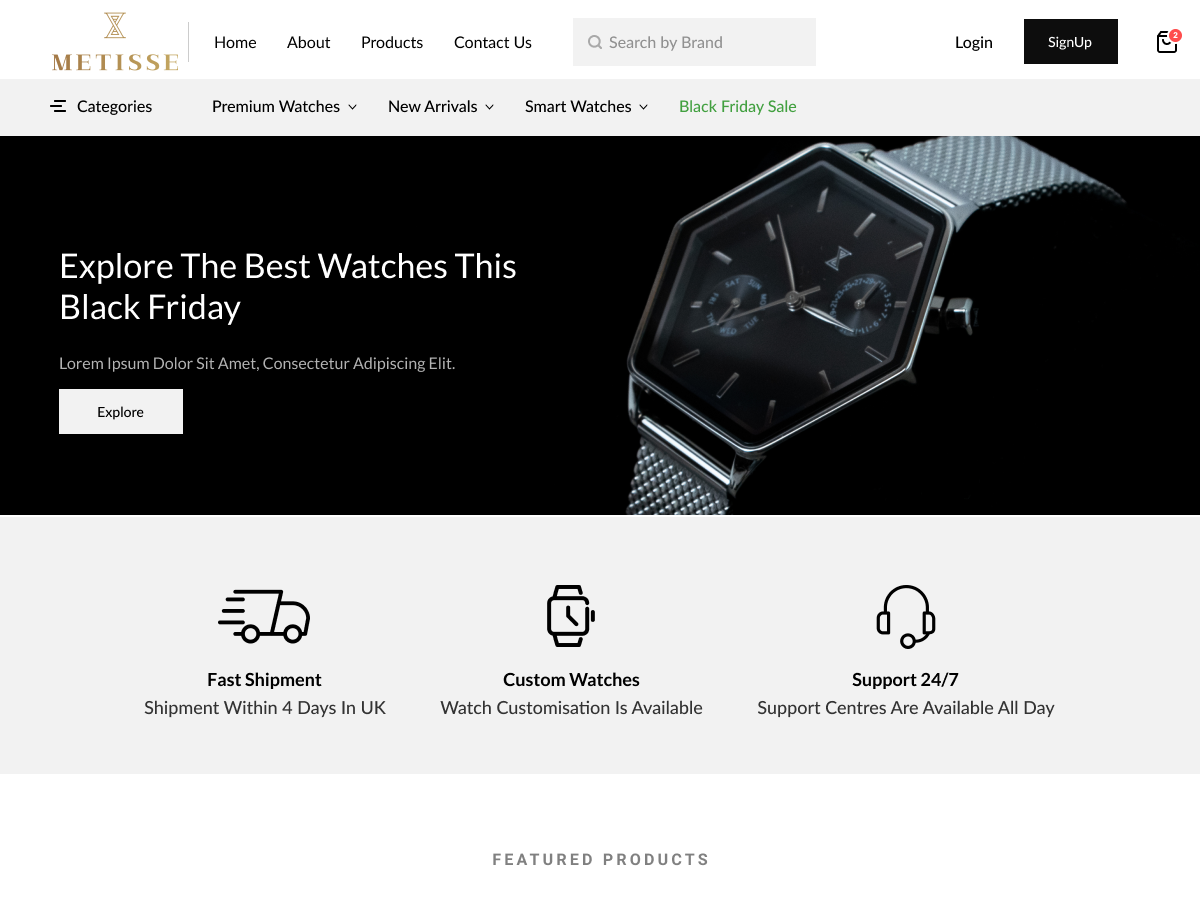 METISSE
Home About Products Contact Us Search by Brand Login SignUp 2
Categories Premium Watches New Arrivals Smart Watches Black Friday Sale
Explore The Best Watches This
Black Friday
Lorem Ipsum Dolor Sit Amet, Consectetur Adipiscing Elit.
Explore
SAT SUN
Fast Shipment
Shipment Within 4 Days In UK
Custom Watches
Watch Customisation Is Available
Support 24/7
Support Centres Are Available All Day
FEATURED PRODUCTS